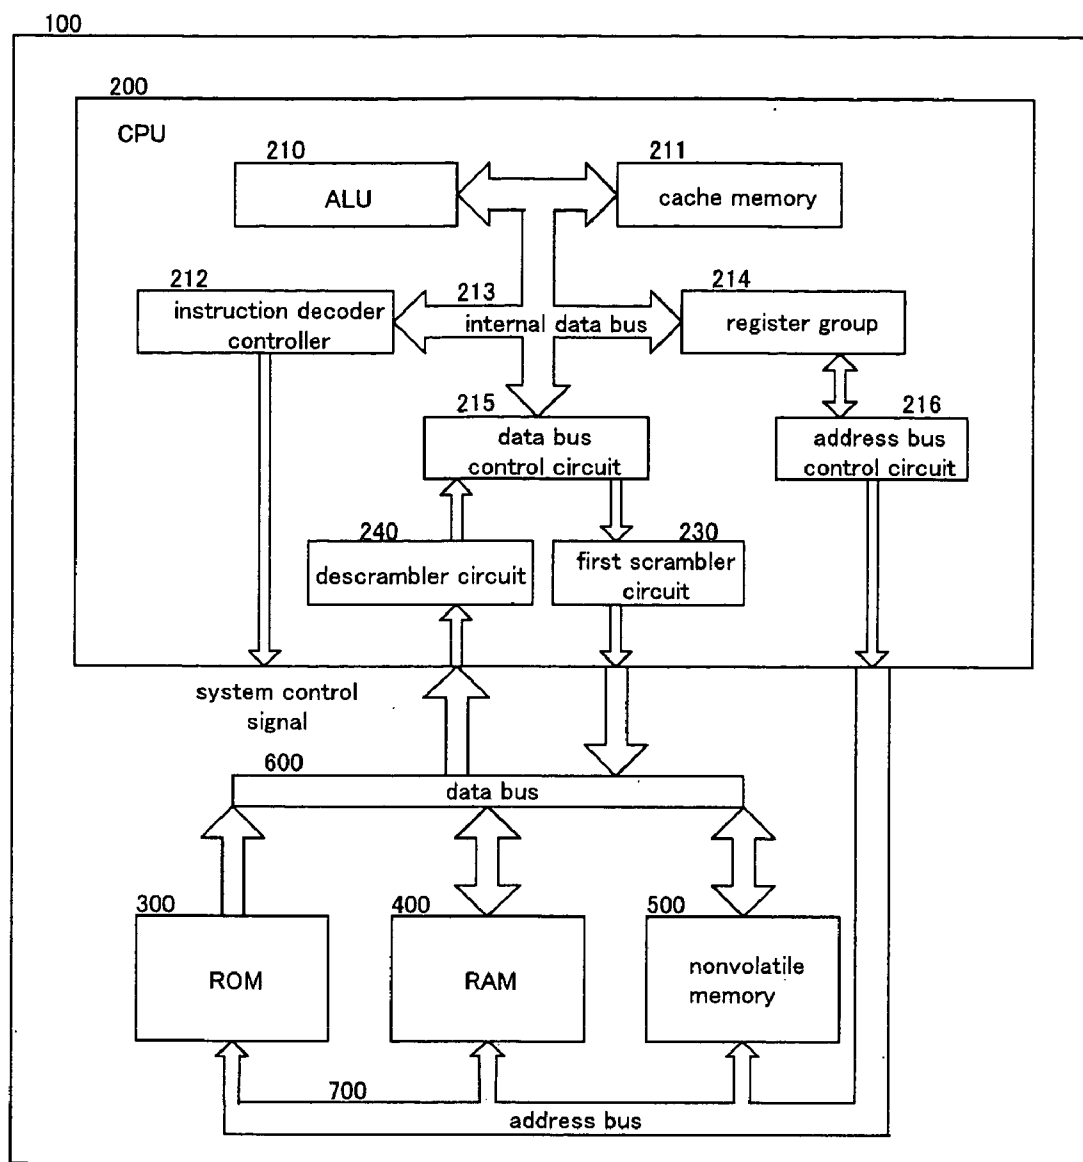 100
200
CPU
210
ALU
211
cache memory
212
instruction decoder
controller
213
internal data bus
214
register group
215
data bus
control circuit
216
address bus
control circuit
240
descrambler circuit
230
first scrambler
circuit
system control
signal
600
data bus
300
ROM
400
RAM
500
nonvolatile
memory
700
address bus